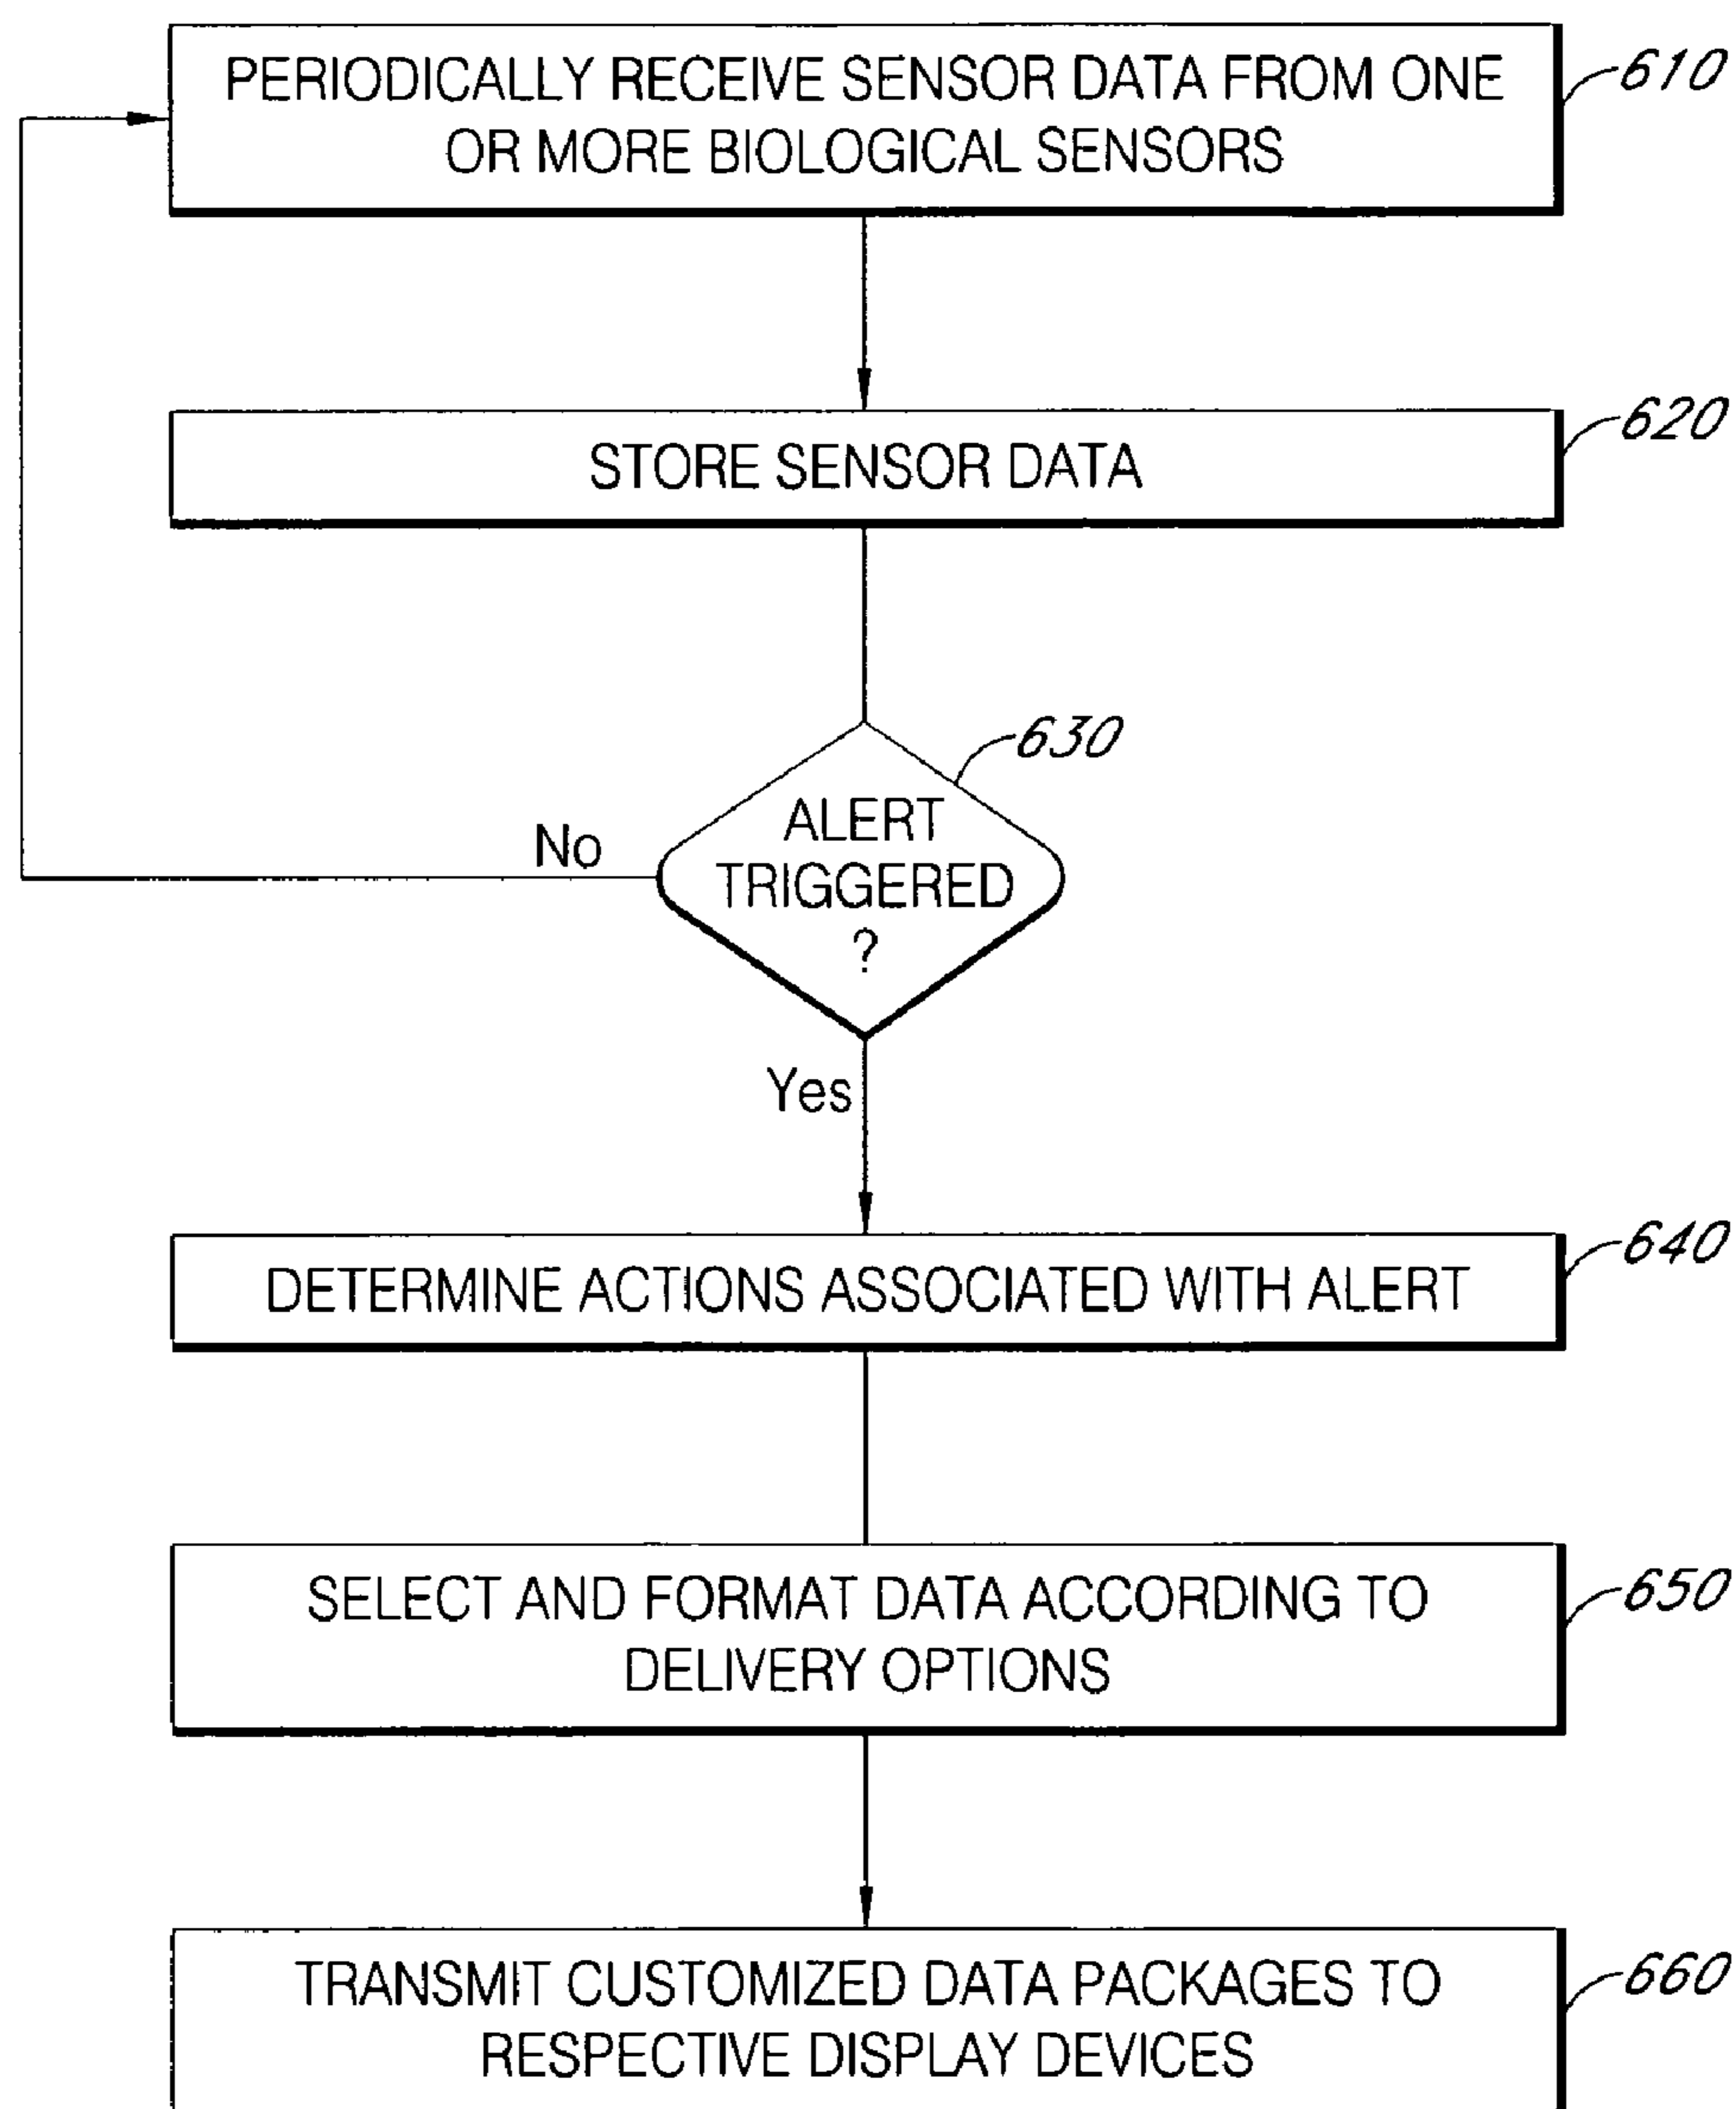 PERIODICALLY RECEIVE SENSOR DATA FROM ONE
OR MORE BIOLOGICAL SENSORS
610
STORE SENSOR DATA
620
630
ALERT
TRIGGERED
?
No
Yes
DETERMINE ACTIONS ASSOCIATED WITH ALERT
640
SELECT AND FORMAT DATA ACCORDING TO
DELIVERY OPTIONS
650
TRANSMIT CUSTOMIZED DATA PACKAGES TO
RESPECTIVE DISPLAY DEVICES
660